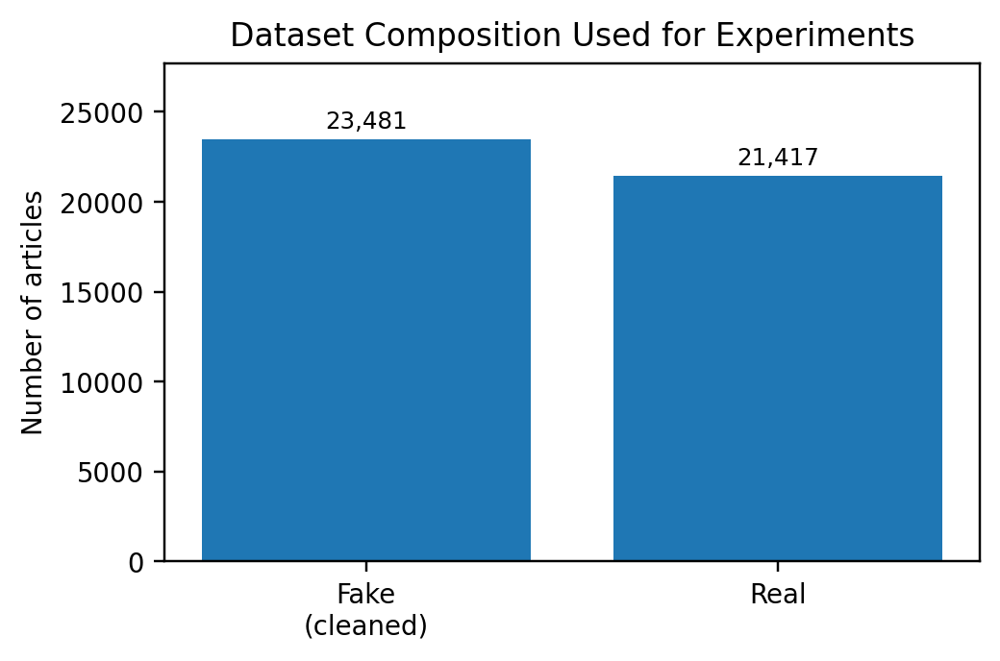 Dataset Composition Used for Experiments
Number of articles
25000
20000
15000
10000
5000
0
23,481
21,417
Fake
(cleaned)
Real